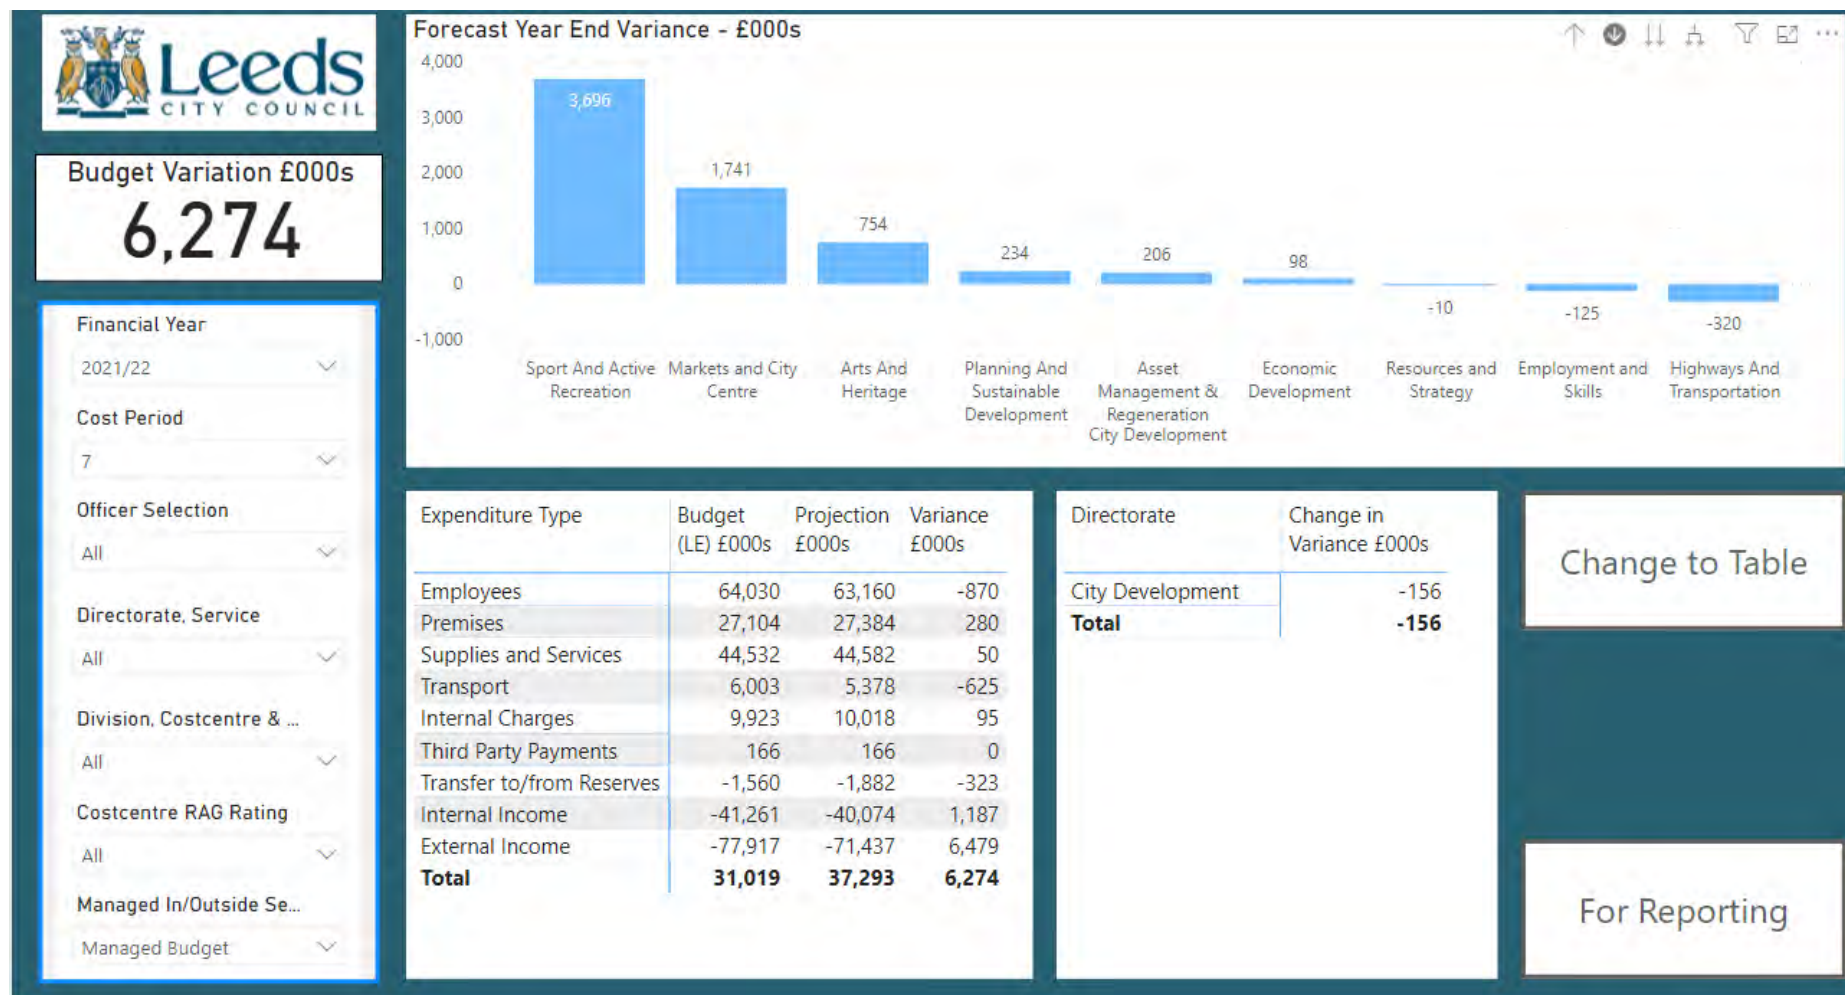 Leeds
CITY COUNCIL
Budget Variation £000s
6,274
Financial Year
2021/22
Cost Period
7
Officer Selection
All
Directorate, Service
All
Division, Costcentre & ...
All
Costcentre RAG Rating
All
Managed In/Outside Se...
Managed Budget
Forecast Year End Variance - £000s
4,000
3,000
2,000
1,000
0
-1,000
3,696
1,741
754
234
206
98
-10
-125
-320
Sport And Active
Recreation
Markets and City
Centre
Arts And
Heritage
Planning And
Sustainable
Development
Asset
Management &
Regeneration
City Development
Economic
Development
Resources and
Strategy
Employment and
Skills
Highways And
Transportation
Expenditure Type Budget (LE) £000s Projection £000s Variance £000s
Employees 64,030 63,160 -870
Premises 27,104 27,384 280
Supplies and Services 44,532 44,582 50
Transport 6,003 5,378 -625
Internal Charges 9,923 10,018 95
Third Party Payments 166 166 0
Transfer to/from Reserves -1,560 -1,882 -323
Internal Income -41,261 -40,074 1,187
External Income -77,917 -71,437 6,479
Total 31,019 37,293 6,274
Directorate Change in Variance £000s
City Development -156
Total -156
Change to Table
For Reporting